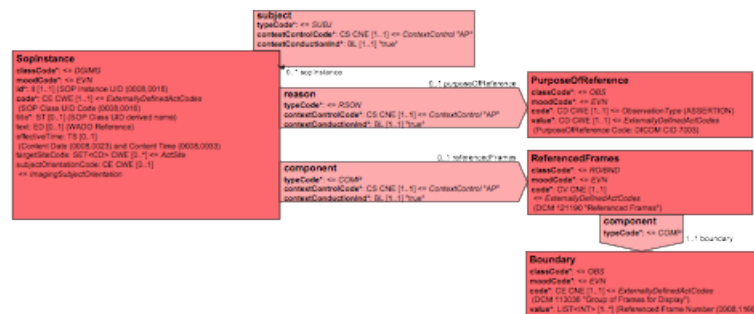 subject
typeCode*: <= SUBJ
contextControlCode*: CS CNE [1..1] <= ContextControl "AP"
contextConductionInd*: BL [1..1] "true"
0..1 sopInstance
SopInstance
classCode*: <= DGIMG
moodCode*: <= EVN
id*: II [1..1] (SOP Instance UID (0008,0018)
code*: CE CWE [1..1] <= ExternallyDefinedActCodes
(SOP Class UID Code (0008,0016)
title*: ST [0..1] (SOP Class UID derived name)
text: ED [0..1] (WADO Reference)
effectiveTime: TS [0..1]
(Content Date (0008,0023) and Content Time (0008,0033)
targetSiteCode: SET<CD> CWE [0..*] <= ActSite
subjectOrientationCode: CE CWE [0..1]
<= ImagingSubjectOrientation
0..1 purposeOfReference
reason
typeCode*: <= RSON
contextControlCode*: CS CNE [1..1] <= ContextControl "AP"
contextConductionInd*: BL [1..1] "true"
PurposeOfReference
classCode*: <= OBS
moodCode*: <= EVN
code*: CD CWE [1..1] <= ObservationType (ASSERTION)
value*: CD CWE [1..1] <= ExternallyDefinedActCodes
(PurposeOfReference Code: DICOM CID 7003)
0..1 referencedFrames
component
typeCode*: <= COMP
contextControlCode*: CS CNE [1..1] <= ContextControl "AP"
contextConductionInd*: BL [1..1] "true"
ReferencedFrames
classCode*: <= ROIBND
moodCode*: <= EVN
code*: CV CNE [1..1]
<= ExternallyDefinedActCodes
(DCM 121190 "Referenced Frames")
component
typeCode*: <= COMP
1..1 boundary
Boundary
classCode*: <= OBS
moodCode*: <= EVN
code*: CE CNE [1..1] <= ExternallyDefinedActCodes
(DCM 113036 "Group of Frames for Display")
value*: LIST<INT> [1..*] (Referenced Frame Number